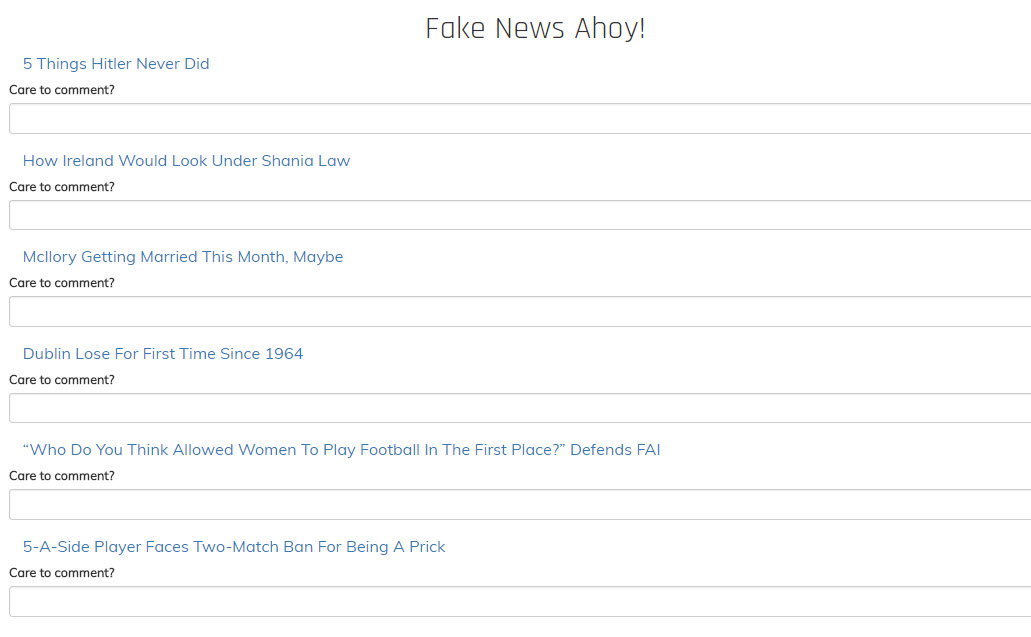 Fake News Ahoy!
5 Things Hitler Never Did
Care to comment?
How Ireland Would Look Under Shania Law
Care to comment?
McIlory Getting Married This Month, Maybe
Care to comment?
Dublin Lose For First Time Since 1964
Care to comment?
“Who Do You Think Allowed Women To Play Football In The First Place?” Defends FAI
Care to comment?
5-A-Side Player Faces Two-Match Ban For Being A Prick
Care to comment?